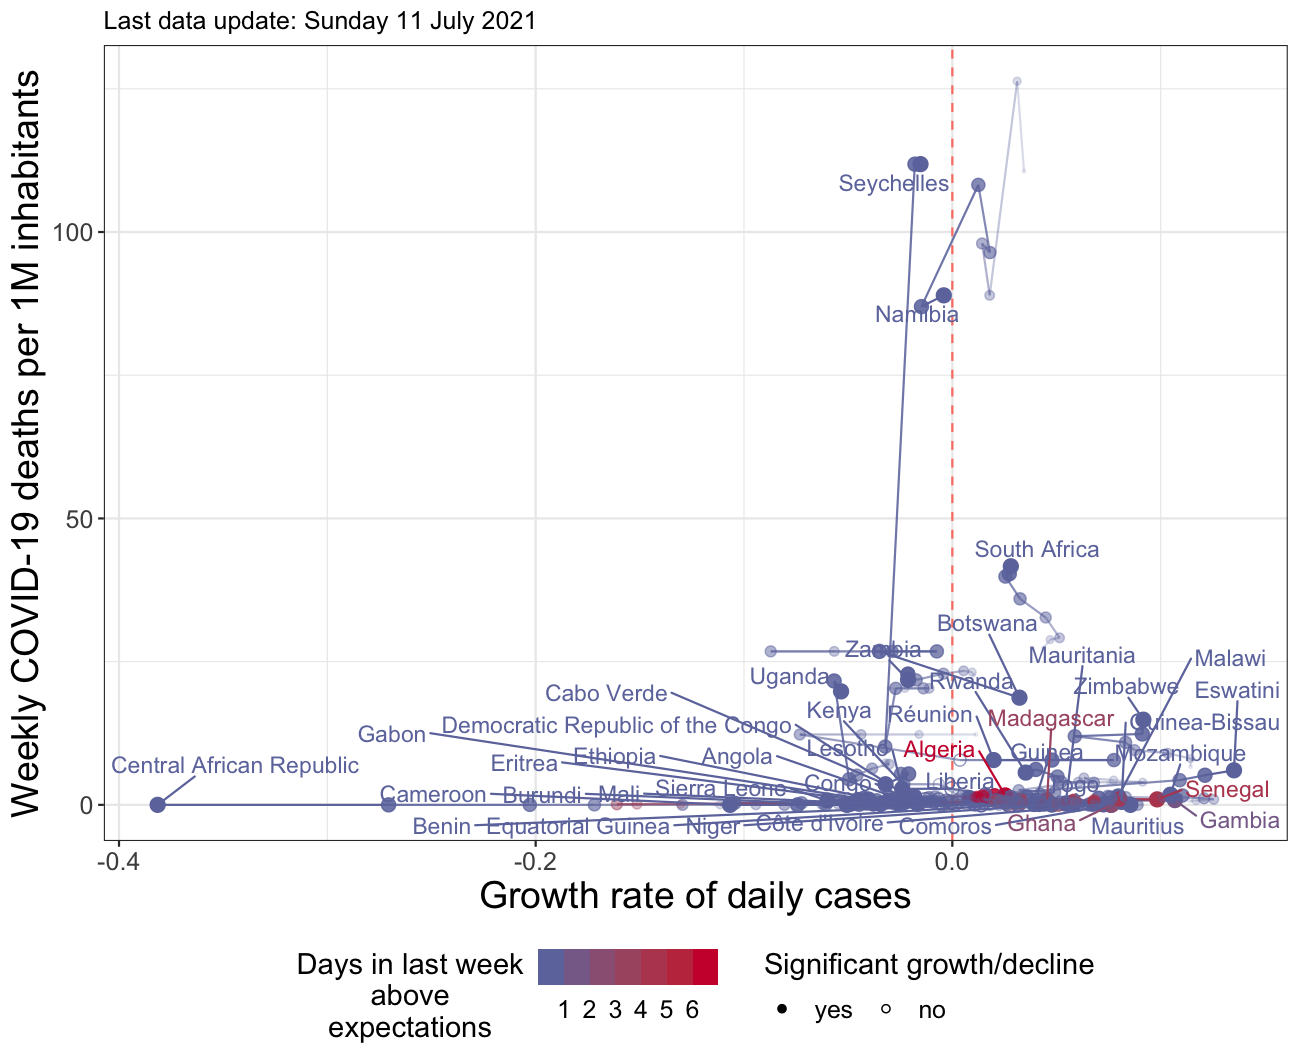 Last data update: Sunday 11 July 2021
Weekly COVID-19 deaths per 1M inhabitants
100
50
0
Seychelles
Namibia
South Africa
Botswana
Zambia
Mauritania
Malawi
Uganda
Rwanda
Zimbabwe
Eswatini
Cabo Verde
Kenya
Réunion
Madagascar
Guinea-Bissau
Gabon
Democratic Republic of the Congo
Lesotho
Algeria
Guinea
Mozambique
Central African Republic
Eritrea
Ethiopia
Angola
Congo
Liberia
Togo
Senegal
Cameroon
Burundi
Mali
Sierra Leone
Benin
Equatorial Guinea
Niger
Côte d'Ivoire
Comoros
Ghana
Mauritius
Gambia
-0.4
-0.2
0.0
Growth rate of daily cases
Days in last week
above
expectations
1 2 3 4 5 6
Significant growth/decline
yes
no